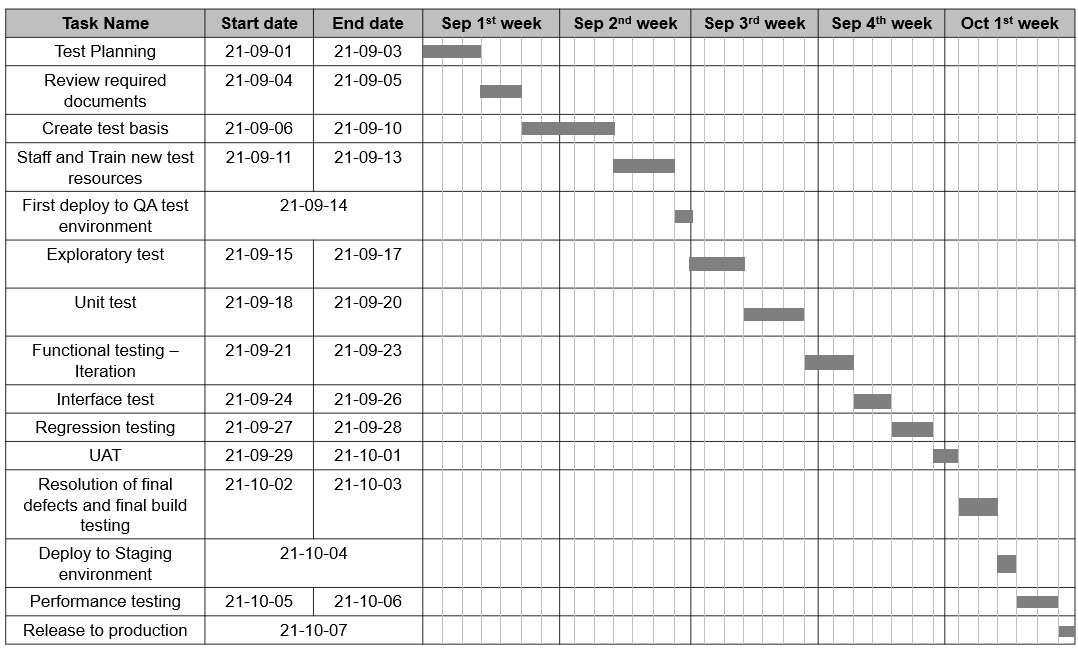 Task Name Start date End date Sep 1st week Sep 2nd week Sep 3rd week Sep 4th week Oct 1st week
Test Planning 21-09-01 21-09-03
Review required 21-09-04 21-09-05
documents
Create test basis 21-09-06 21-09-10
Staff and Train new test 21-09-11 21-09-13
resources
First deploy to QA test 21-09-14
environment
Exploratory test 21-09-15 21-09-17
Unit test 21-09-18 21-09-20
Functional testing – 21-09-21 21-09-23
Iteration
Interface test 21-09-24 21-09-26
Regression testing 21-09-27 21-09-28
UAT 21-09-29 21-10-01
Resolution of final 21-10-02 21-10-03
defects and final build
testing
Deploy to Staging 21-10-04
environment
Performance testing 21-10-05 21-10-06
Release to production 21-10-07